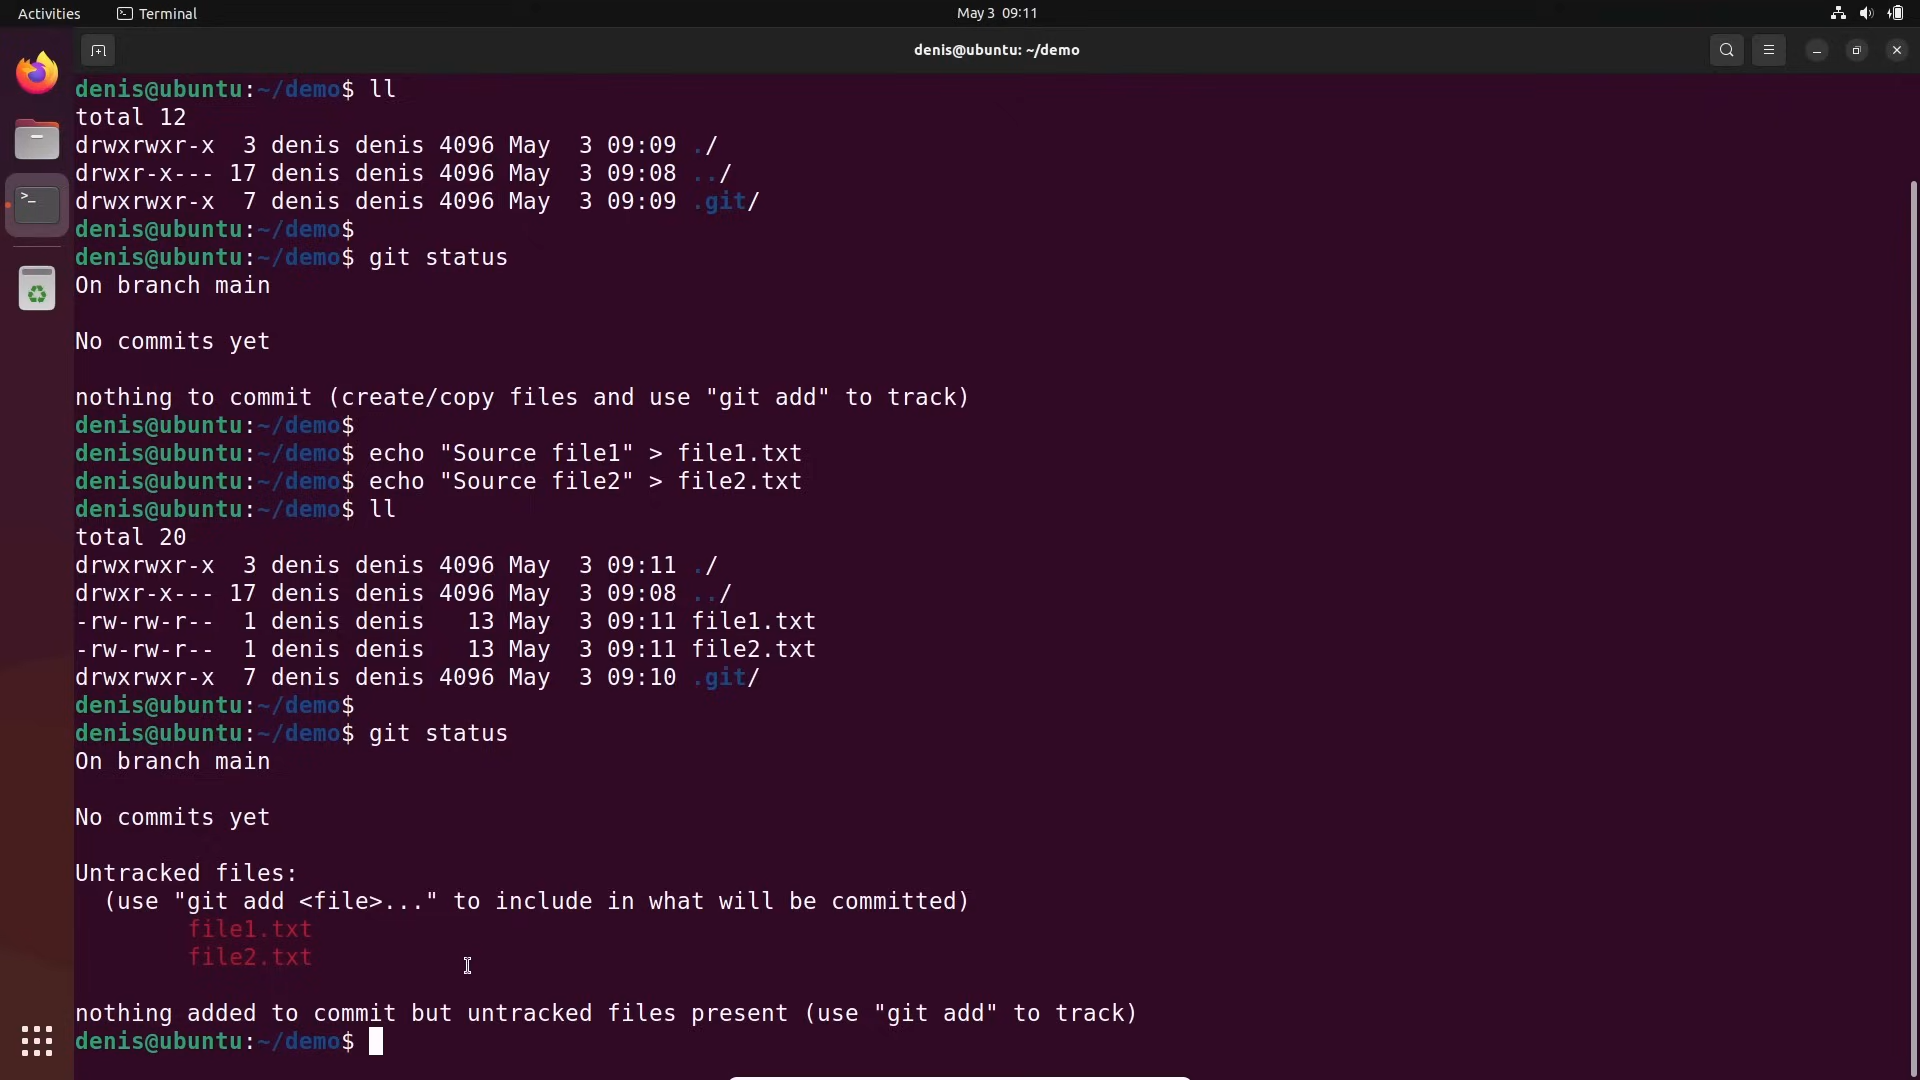 Activities Terminal May 3 09:11
denis@ubuntu: ~/demo
denis@ubuntu:~/demo$ ll
total 12
drwxrwxr-x  3 denis denis 4096 May  3 09:09 ./
drwxr-x--- 17 denis denis 4096 May  3 09:08 ../
drwxrwxr-x  7 denis denis 4096 May  3 09:09 .git/
denis@ubuntu:~/demo$
denis@ubuntu:~/demo$ git status
On branch main
No commits yet
nothing to commit (create/copy files and use "git add" to track)
denis@ubuntu:~/demo$
denis@ubuntu:~/demo$ echo "Source file1" > file1.txt
denis@ubuntu:~/demo$ echo "Source file2" > file2.txt
denis@ubuntu:~/demo$ ll
total 20
drwxrwxr-x  3 denis denis 4096 May  3 09:11 ./
drwxr-x--- 17 denis denis 4096 May  3 09:08 ../
-rw-rw-r--  1 denis denis   13 May  3 09:11 file1.txt
-rw-rw-r--  1 denis denis   13 May  3 09:11 file2.txt
drwxrwxr-x  7 denis denis 4096 May  3 09:10 .git/
denis@ubuntu:~/demo$
denis@ubuntu:~/demo$ git status
On branch main
No commits yet
Untracked files:
  (use "git add <file>..." to include in what will be committed)
        file1.txt
        file2.txt
nothing added to commit but untracked files present (use "git add" to track)
denis@ubuntu:~/demo$